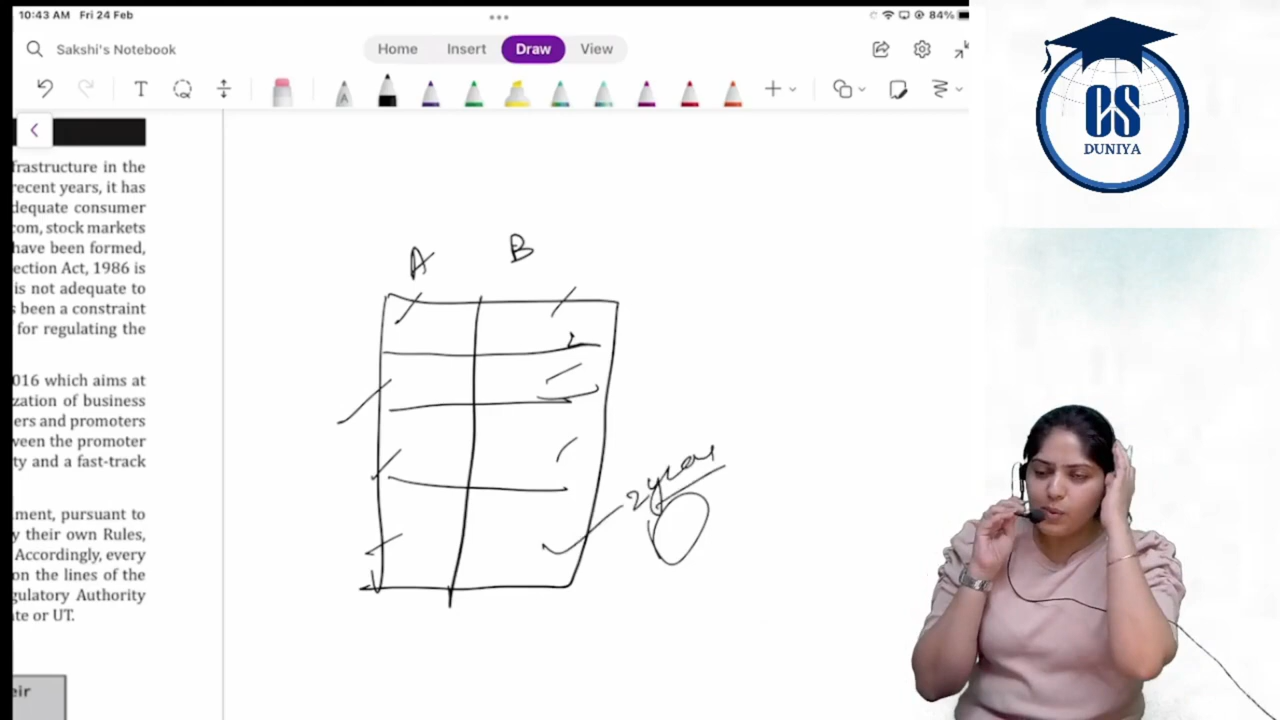 10:43 AM Fri 24 Feb
84%
Sakshi's Notebook
Home Insert Draw View
T
A
frastructure in the
recent years, it has
dequate consumer
com, stock markets
have been formed,
ection Act, 1986 is
is not adequate to
s been a constraint
for regulating the
016 which aims at
zation of business
ers and promoters
ween the promoter
ty and a fast-track
ment, pursuant to
y their own Rules,
Accordingly, every
on the lines of the
gulatory Authority
te or UT.
eir
A B
2 year
CS
DUNIYA